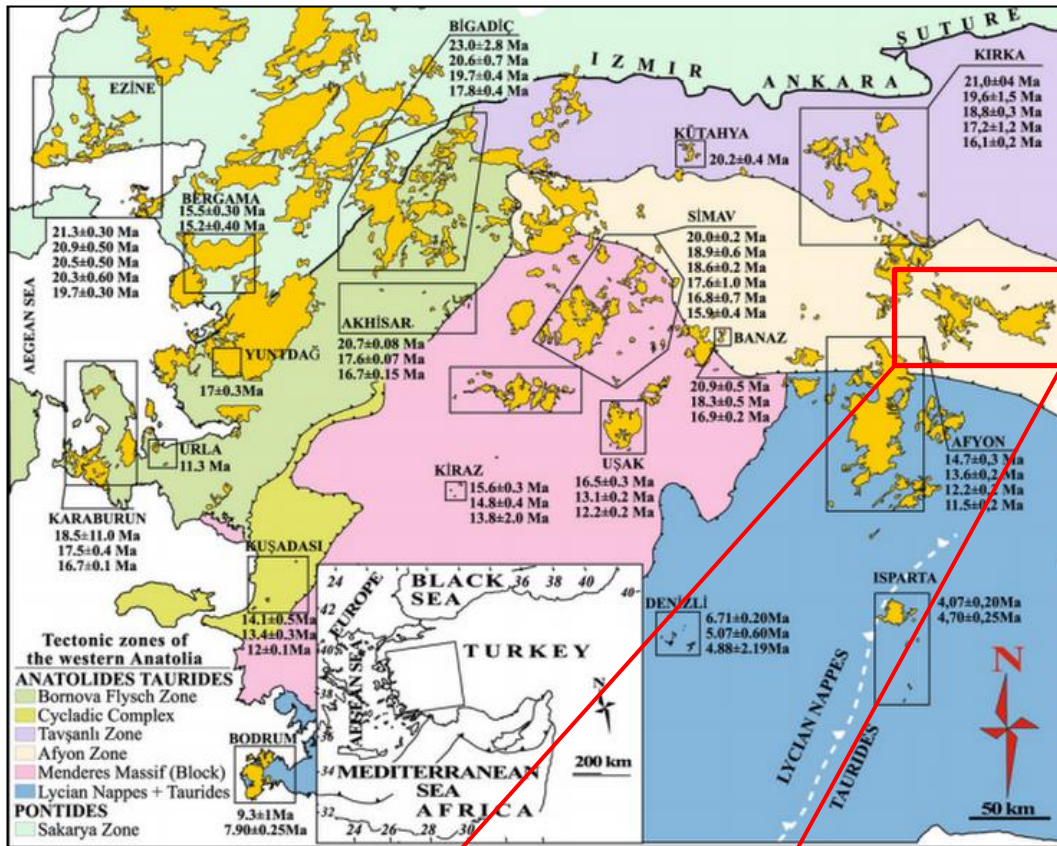 BİGADİÇ
23.0±2.8 Ma
20.6±0.7 Ma
19.7±0.4 Ma
17.8±0.4 Ma
IZMIR ANKARA SUTURE
KIRKA
21,0±04 Ma
19,6±1,5 Ma
18,8±0,3 Ma
17,2±1,2 Ma
16,1±0,2 Ma
EZİNE
21.3±0.30 Ma
20.9±0.50 Ma
20.5±0.50 Ma
20.3±0.60 Ma
19.7±0.30 Ma
BERGAMA
15.5±0.30 Ma
15.2±0.40 Ma
KÜTAHYA
20.2±0.4 Ma
SİMAV
20.0±0.2 Ma
18.9±0.6 Ma
18.6±0.2 Ma
17.6±1.0 Ma
16.8±0.7 Ma
15.9±0.4 Ma
AEGEAN SEA
AKHİSAR
20.7±0.08 Ma
17.6±0.07 Ma
16.7±0.15 Ma
YUNTDAĞ
17±0.3Ma
BANAZ
20.9±0.5 Ma
18.3±0.5 Ma
16.9±0.2 Ma
URLA
11.3 Ma
KARABURUN
18.5±11.0 Ma
17.5±0.4 Ma
16.7±0.1 Ma
KİRAZ
15.6±0.3 Ma
14.8±0.4 Ma
13.8±2.0 Ma
UŞAK
16.5±0.3 Ma
13.1±0.2 Ma
12.2±0.2 Ma
AFYON
14.7±0,3 Ma
13.6±0,2 Ma
12.2±0,2 Ma
11.5±0,2 Ma
KUŞADASI
14.1±0.5Ma
13.4±0.3Ma
12±0.1Ma
DENİZLİ
6.71±0.20Ma
5.07±0.60Ma
4.88±2.19Ma
ISPARTA
4,07±0,20Ma
4,70±0,25Ma
LYCIAN NAPPES
TAURIDES
N
50 km
BODRUM
9.3±1Ma
7.90±0.25Ma
Tectonic zones of
the western Anatolia
ANATOLIDES TAURIDES
Bornova Flysch Zone
Cycladic Complex
Tavşanlı Zone
Afyon Zone
Menderes Massif (Block)
Lycian Nappes + Taurides
PONTIDES
Sakarya Zone
24 26 28 30 36 38 42
40
BLACK
SEA
EUROPE
42
40
38
36
34
32
TURKEY
N
200 km
MEDITERRANEAN
SEA
AFRICA
24 26 28 30